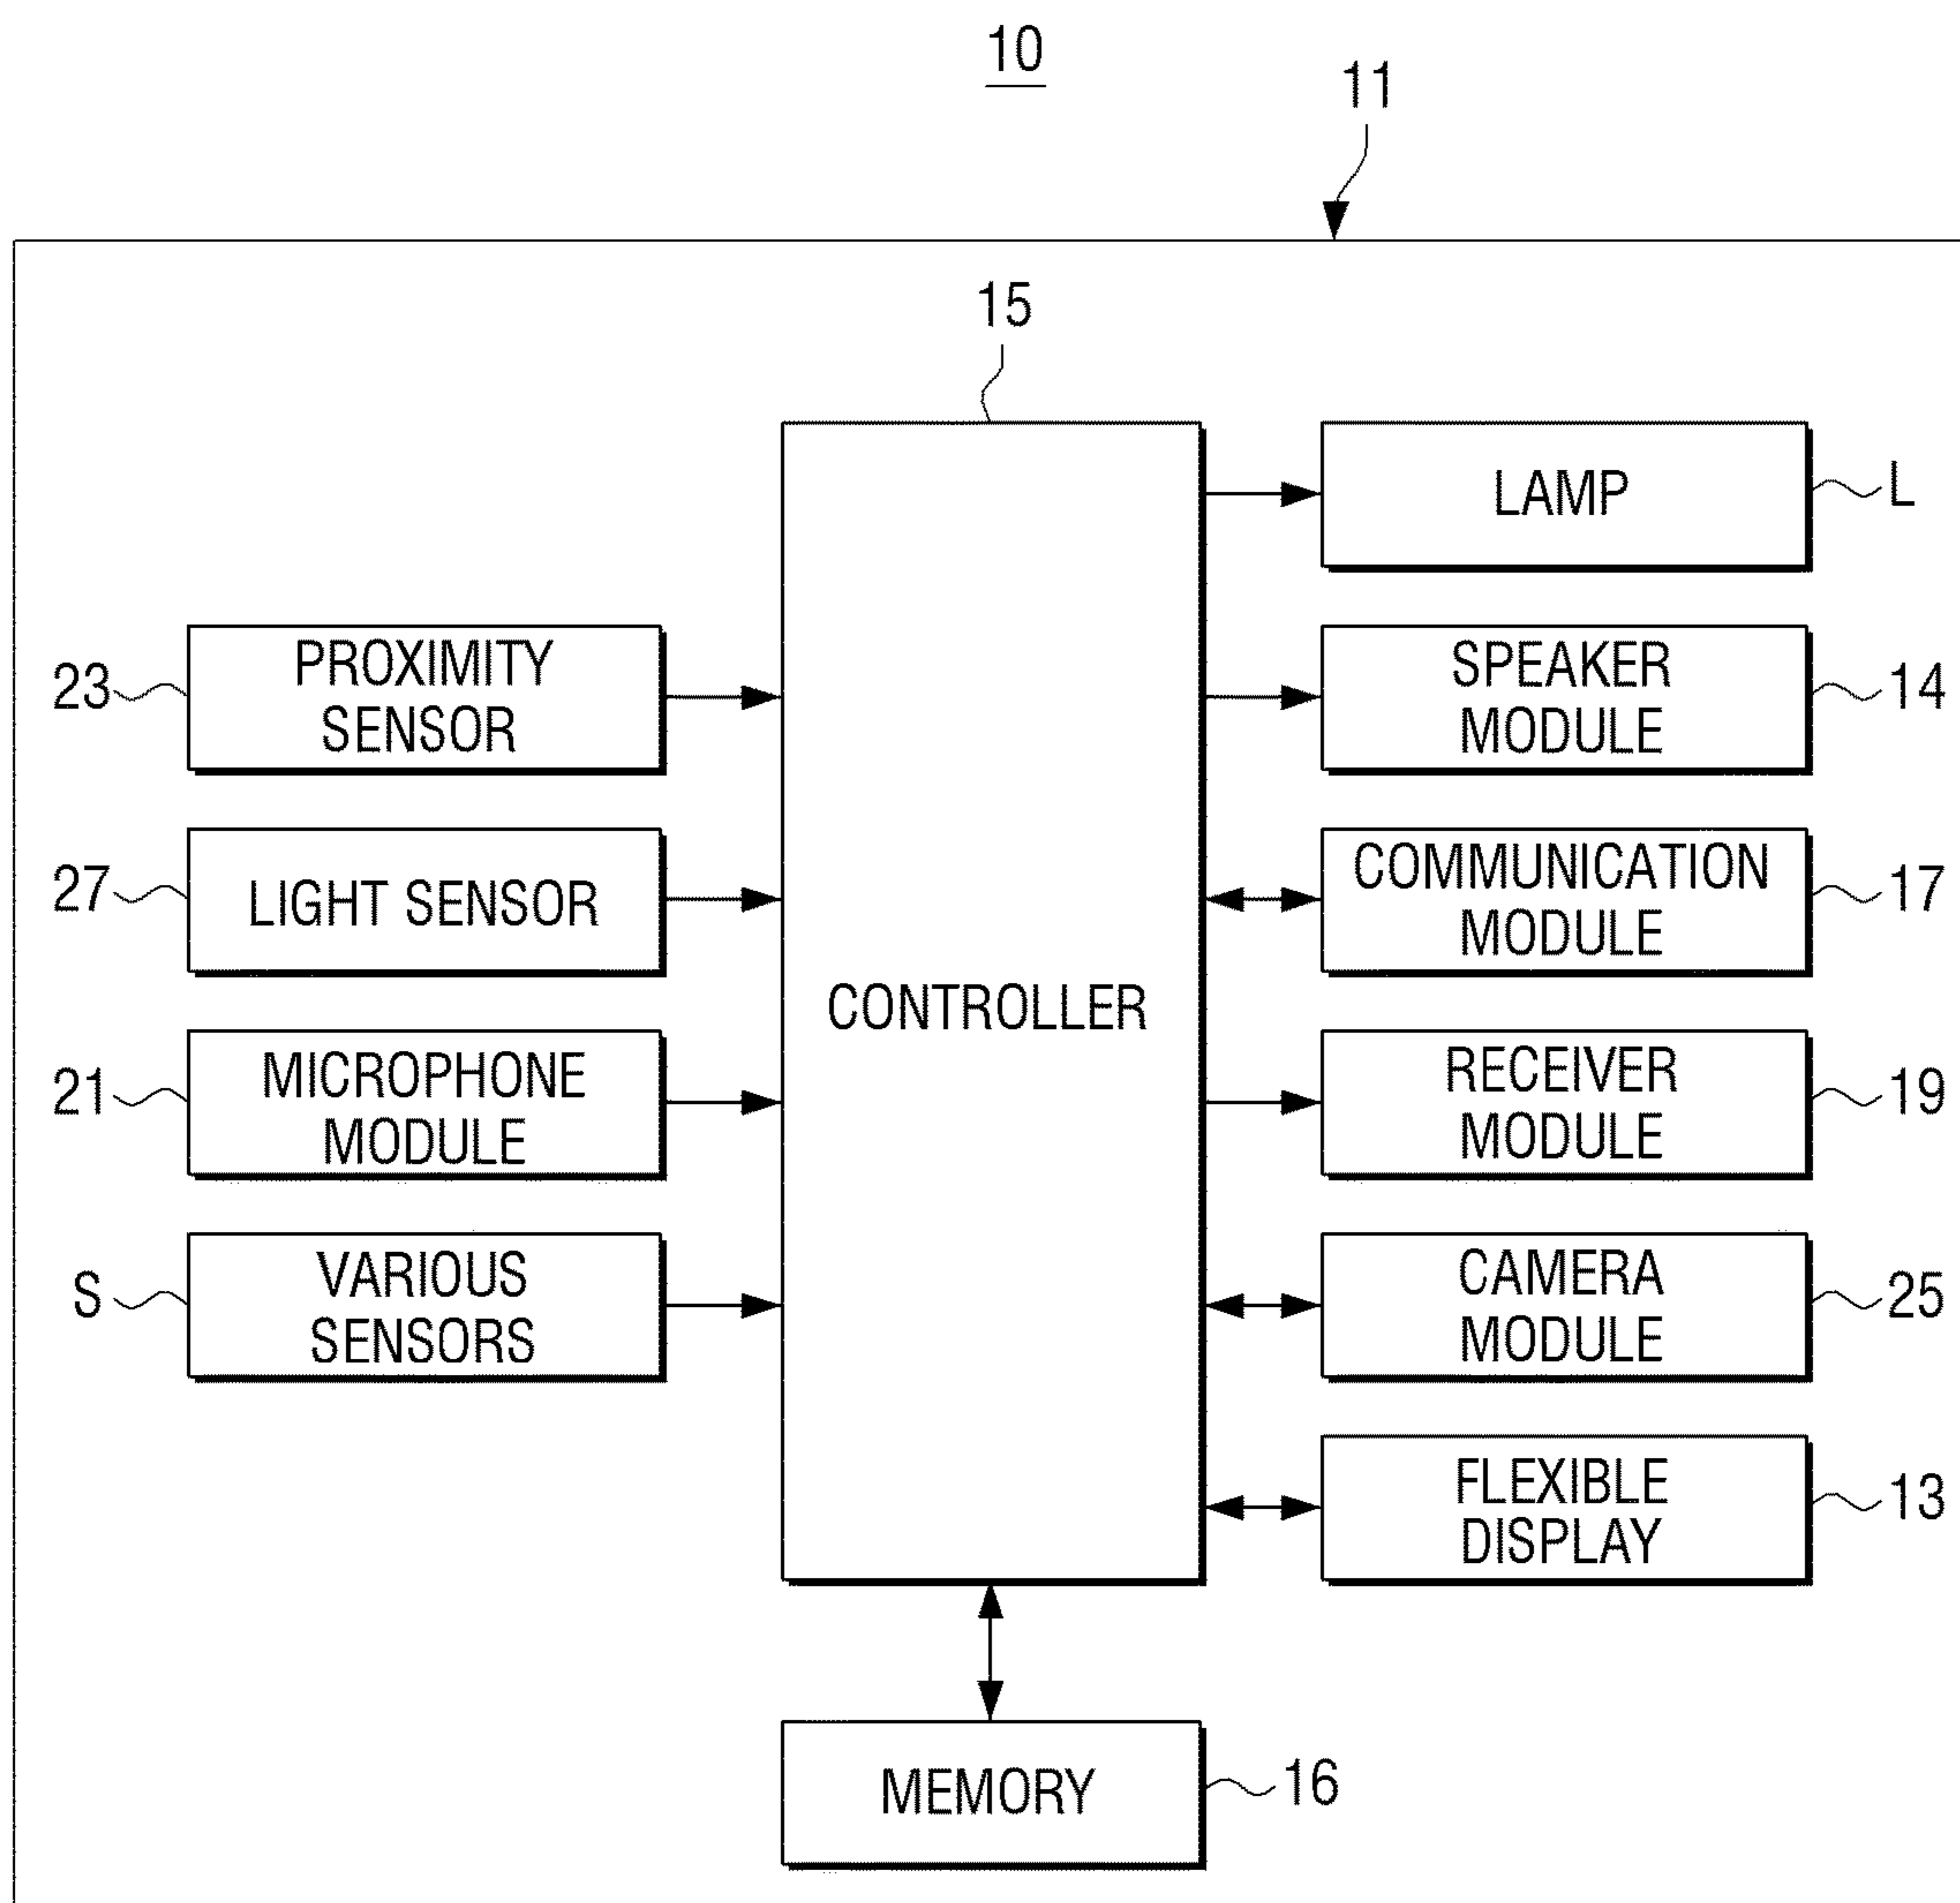 10
11
15
LAMP
L
23
PROXIMITY
SENSOR
SPEAKER
MODULE
14
27
LIGHT SENSOR
COMMUNICATION
MODULE
17
CONTROLLER
21
MICROPHONE
MODULE
RECEIVER
MODULE
19
S
VARIOUS
SENSORS
CAMERA
MODULE
25
FLEXIBLE
DISPLAY
13
MEMORY
16